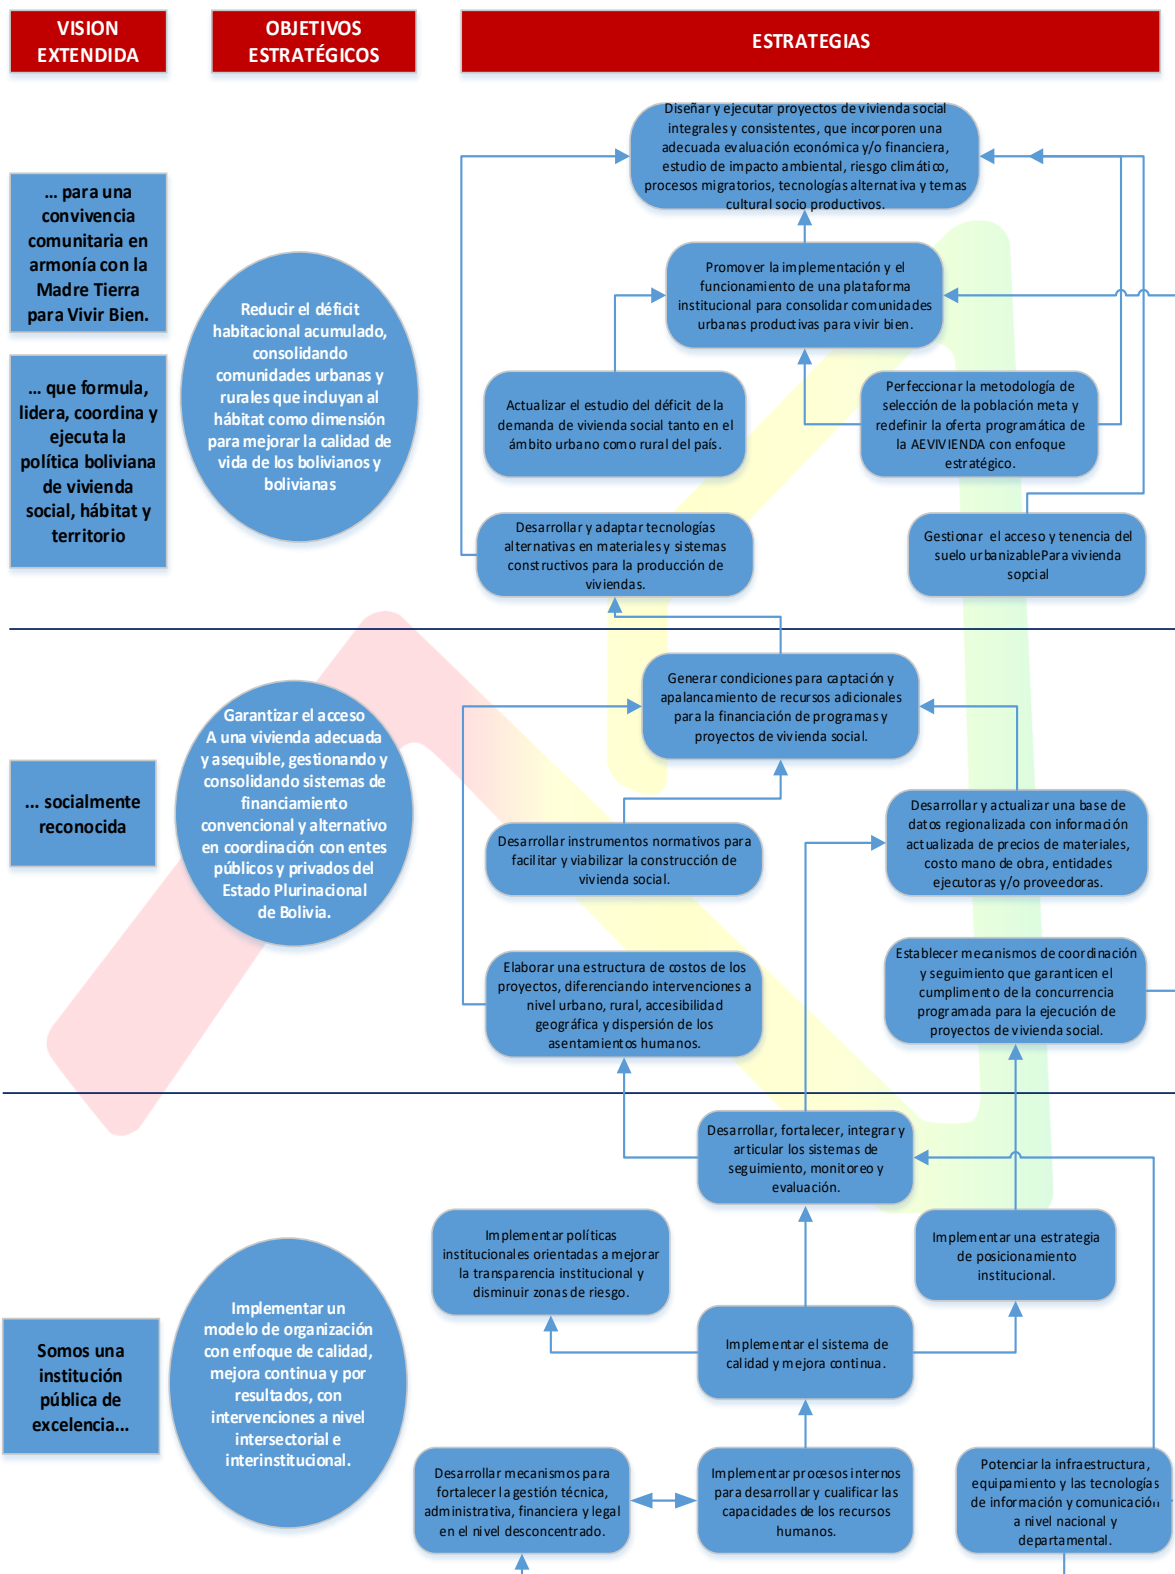 VISION
EXTENDIDA
OBJETIVOS
ESTRATÉGICOS
ESTRATEGIAS
... para una
convivencia
comunitaria en
armonía con la
Madre Tierra
para Vivir Bien.
... que formula,
lidera, coordina y
ejecuta la
política boliviana
de vivienda
social, hábitat y
territorio
Reducir el déficit
habitacional acumulado,
consolidando
comunidades urbanas y
rurales que incluyan al
hábitat como dimensión
para mejorar la calidad de
vida de los bolivianos y
bolivianas
Diseñar y ejecutar proyectos de vivienda social
integrales y consistentes, que incorporen una
adecuada evaluación económica y/o financiera,
estudio de impacto ambiental, riesgo climático,
procesos migratorios, tecnologías alternativa y temas
cultural socio productivos.
Promover la implementación y el
funcionamiento de una plataforma
institucional para consolidar comunidades
urbanas productivas para vivir bien.
Actualizar el estudio del déficit de la
demanda de vivienda social tanto en el
ámbito urbano como rural del país.
Perfeccionar la metodología de
selección de la población meta y
redefinir la oferta programática de
la AEVIVIENDA con enfoque
estratégico.
Desarrollar y adaptar tecnologías
alternativas en materiales y sistemas
constructivos para la producción de
viviendas.
Gestionar el acceso y tenencia del
suelo urbanizablePara vivienda
sopcial
... socialmente
reconocida
Garantizar el acceso
A una vivienda adecuada
y asequible, gestionando y
consolidando sistemas de
financiamiento
convencional y alternativo
en coordinación con entes
públicos y privados del
Estado Plurinacional
de Bolivia.
Generar condiciones para captación y
apalancamiento de recursos adicionales
para la financiación de programas y
proyectos de vivienda social.
Desarrollar instrumentos normativos para
facilitar y viabilizar la construcción de
vivienda social.
Desarrollar y actualizar una base de
datos regionalizada con información
actualizada de precios de materiales,
costo mano de obra, entidades
ejecutoras y/o proveedoras.
Elaborar una estructura de costos de los
proyectos, diferenciando intervenciones a
nivel urbano, rural, accesibilidad
geográfica y dispersión de los
asentamientos humanos.
Establecer mecanismos de coordinación
y seguimiento que garanticen el
cumplimento de la concurrencia
programada para la ejecución de
proyectos de vivienda social.
Somos una
institución
pública de
excelencia...
Implementar un
modelo de organización
con enfoque de calidad,
mejora continua y por
resultados, con
intervenciones a nivel
intersectorial e
interinstitucional.
Desarrollar, fortalecer, integrar y
articular los sistemas de
seguimiento, monitoreo y
evaluación.
Implementar políticas
institucionales orientadas a mejorar
la transparencia institucional y
disminuir zonas de riesgo.
Implementar una estrategia
de posicionamiento
institucional.
Implementar el sistema de
calidad y mejora continua.
Desarrollar mecanismos para
fortalecer la gestión técnica,
administrativa, financiera y legal
en el nivel desconcentrado.
Implementar procesos internos
para desarrollar y cualificar las
capacidades de los recursos
humanos.
Potenciar la infraestructura,
equipamiento y las tecnologías
de información y comunicación
a nivel nacional y
departamental.